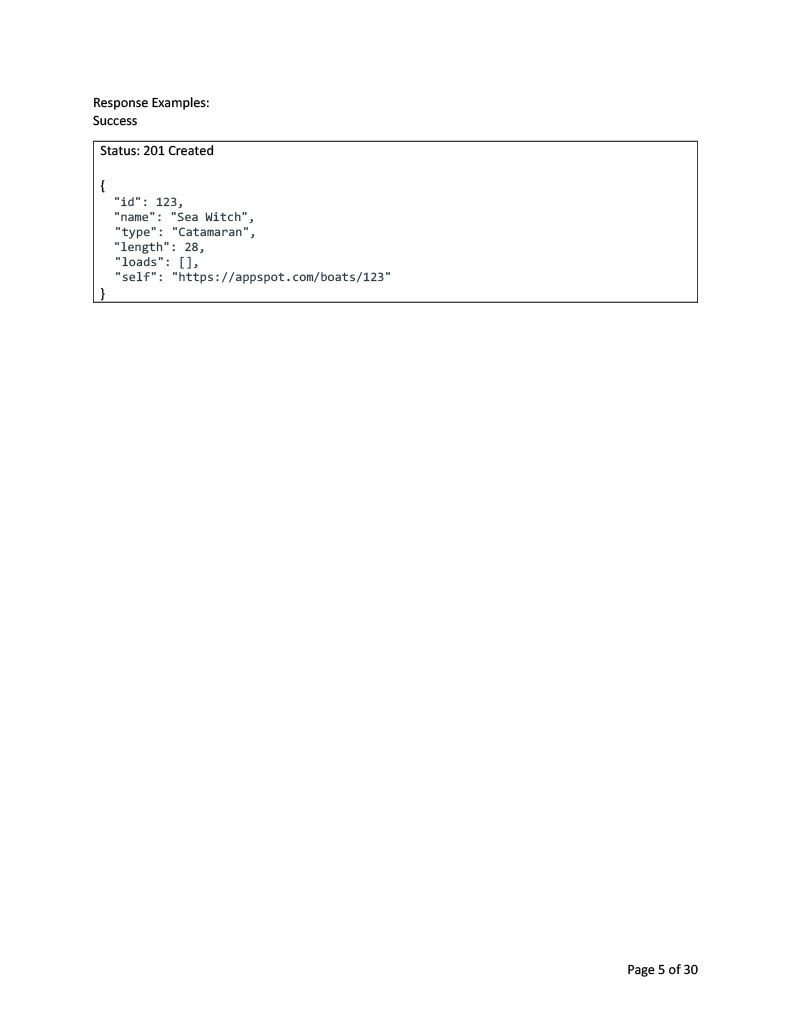 Response Examples:
Success
Status: 201 Created
{
  "id": 123,
  "name": "Sea Witch",
  "type": "Catamaran",
  "length": 28,
  "loads": [],
  "self": "https://appspot.com/boats/123"
}
Page 5 of 30